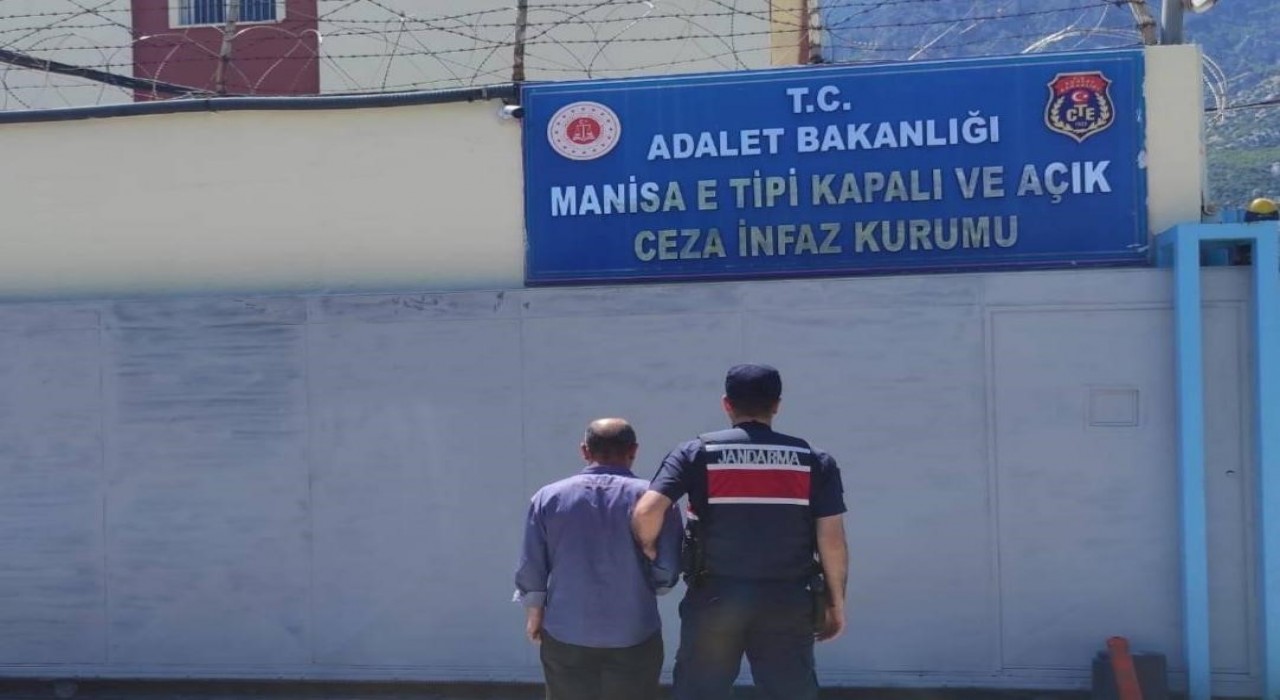 T.C.
ADALET BAKANLIĞI
MANİSA E TİPİ KAPALI VE AÇIK
CEZA İNFAZ KURUMU
CTE
JANDARMA